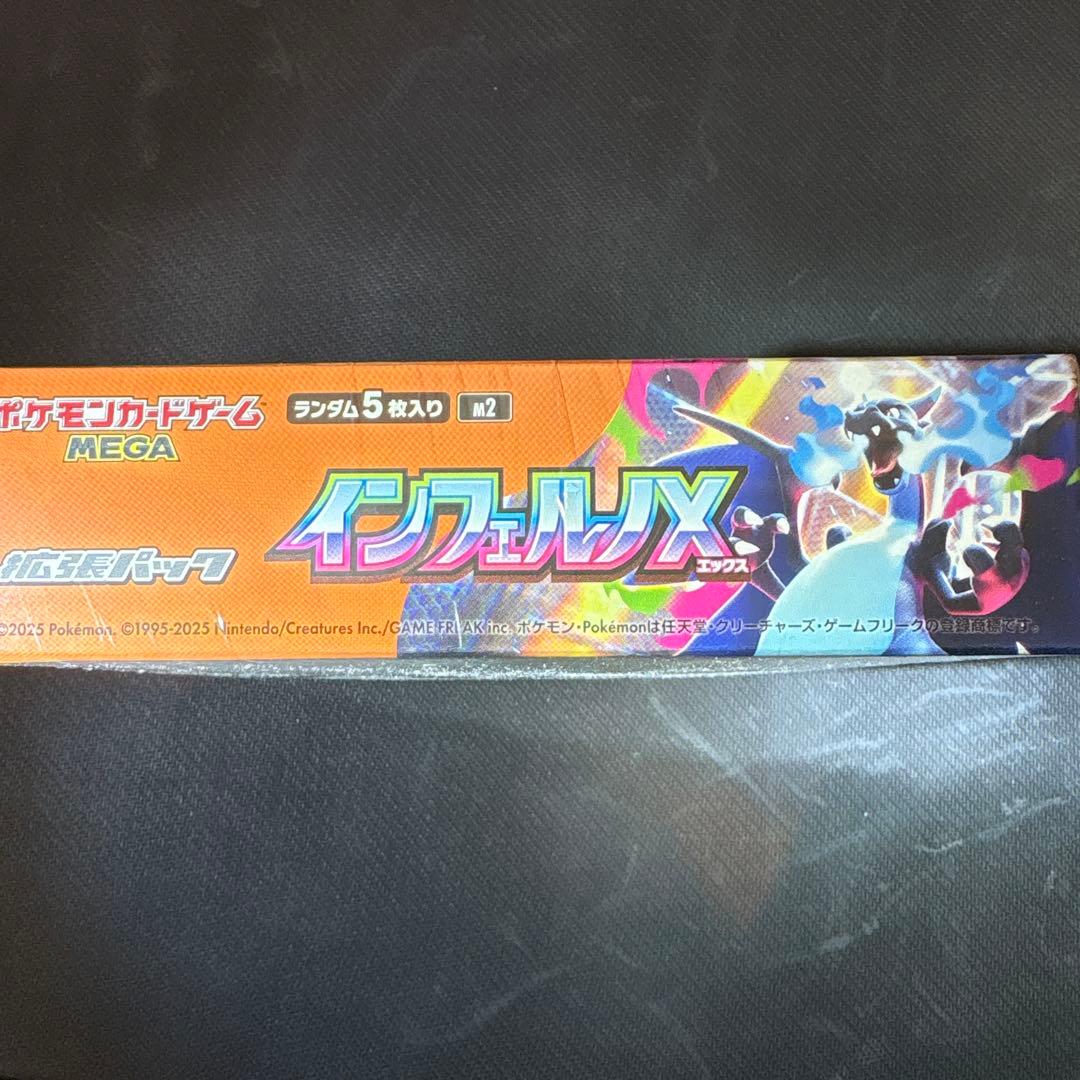 ポケモンカードゲーム
MEGA
ランダム5枚入り M2
インフェルノX
エックス
拡張パック
©2025 Pokémon. ©1995-2025 Nintendo/Creatures Inc./GAME FREAK inc. ポケモン・Pokémonは任天堂・クリーチャーズ・ゲームフリークの登録商標です。